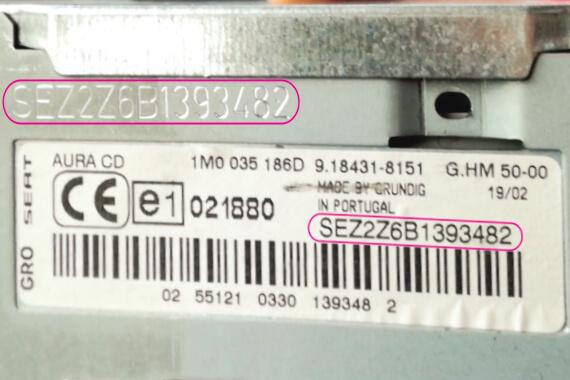 SEZ2Z6B1393482
AURA CD 1M0 035 186D 9.18431-8151 G.HM 50-00
MADE BY GRUNDIG 19/02
IN PORTUGAL
CE e1 021880
SEZ2Z6B1393482
GRO SEAT
02 55121 0330 139348 2